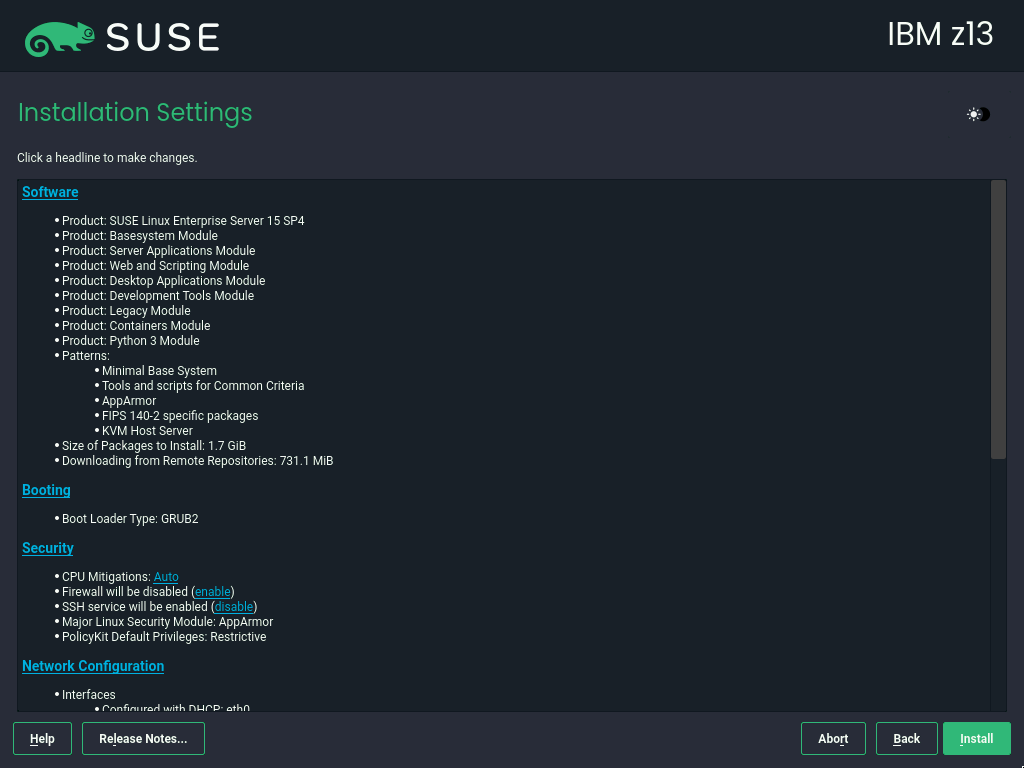 SUSE
IBM z13
Installation Settings
Click a headline to make changes.
Software
• Product: SUSE Linux Enterprise Server 15 SP4
• Product: Basesystem Module
• Product: Server Applications Module
• Product: Web and Scripting Module
• Product: Desktop Applications Module
• Product: Development Tools Module
• Product: Legacy Module
• Product: Containers Module
• Product: Python 3 Module
• Patterns:
• Minimal Base System
• Tools and scripts for Common Criteria
• AppArmor
• FIPS 140-2 specific packages
• KVM Host Server
• Size of Packages to Install: 1.7 GiB
• Downloading from Remote Repositories: 731.1 MiB
Booting
• Boot Loader Type: GRUB2
Security
• CPU Mitigations: Auto
• Firewall will be disabled (enable)
• SSH service will be enabled (disable)
• Major Linux Security Module: AppArmor
• PolicyKit Default Privileges: Restrictive
Network Configuration
• Interfaces
• Configured with DHCP: eth0
Help Release Notes... Abort Back Install